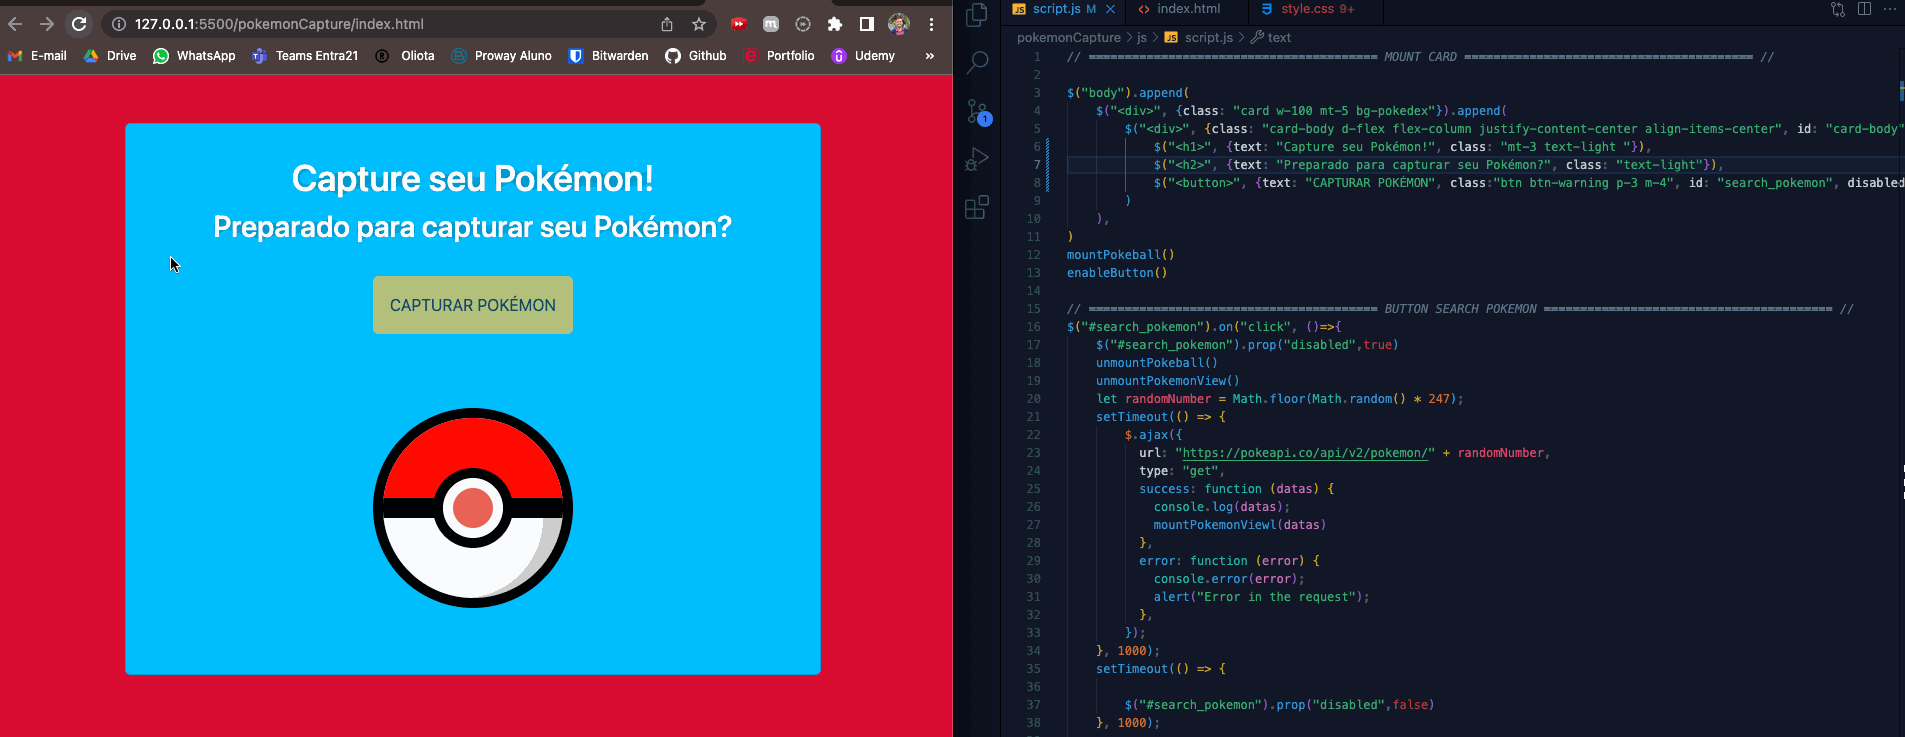 127.0.0.1:5500/pokemonCapture/index.html
E-mail Drive WhatsApp Teams Entra21 Oliota Proway Aluno Bitwarden Github Portfolio Udemy »
Capture seu Pokémon!
Preparado para capturar seu Pokémon?
CAPTURAR POKÉMON
1
JS script.js M × <> index.html style.css 9+ ···
pokemonCapture > js > JS script.js > text
1 // ======================================== MOUNT CARD ======================================== //
2
3 $("body").append(
4 $("<div>", {class: "card w-100 mt-5 bg-pokedex"}).append(
5 $("<div>", {class: "card-body d-flex flex-column justify-content-center align-items-center", id: "card-body"
6 $("<h1>", {text: "Capture seu Pokémon!", class: "mt-3 text-light "}),
7 $("<h2>", {text: "Preparado para capturar seu Pokémon?", class: "text-light"}),
8 $("<button>", {text: "CAPTURAR POKÉMON", class:"btn btn-warning p-3 m-4", id: "search_pokemon", disabled
9 )
10 ),
11 )
12 mountPokeball()
13 enableButton()
14
15 // ======================================== BUTTON SEARCH POKEMON ======================================== //
16 $("#search_pokemon").on("click", ()=>{
17 $("#search_pokemon").prop("disabled",true)
18 unmountPokeball()
19 unmountPokemonView()
20 let randomNumber = Math.floor(Math.random() * 247);
21 setTimeout(() => {
22 $.ajax({
23 url: "https://pokeapi.co/api/v2/pokemon/" + randomNumber,
24 type: "get",
25 success: function (datas) {
26 console.log(datas);
27 mountPokemonViewl(datas)
28 },
29 error: function (error) {
30 console.error(error);
31 alert("Error in the request");
32 },
33 });
34 }, 1000);
35 setTimeout(() => {
36
37 $("#search_pokemon").prop("disabled",false)
38 }, 1000);